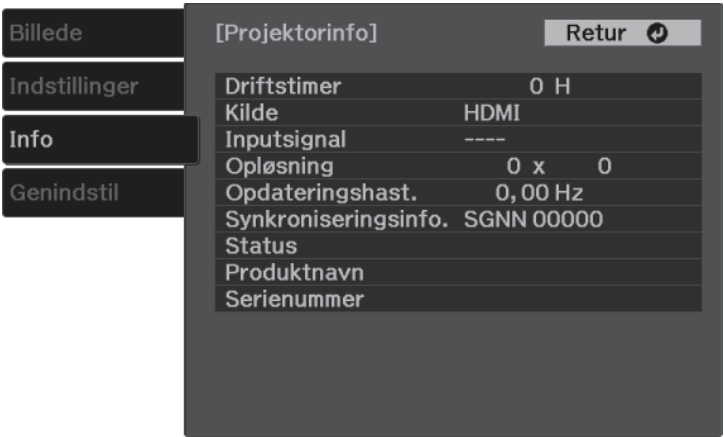 Billede
Indstillinger
Info
Genindstil
[Projektorinfo] Retur
Driftstimer 0 H
Kilde HDMI
Inputsignal ----
Opløsning 0 x 0
Opdateringshast. 0,00 Hz
Synkroniseringsinfo. SGNN 00000
Status
Produktnavn
Serienummer